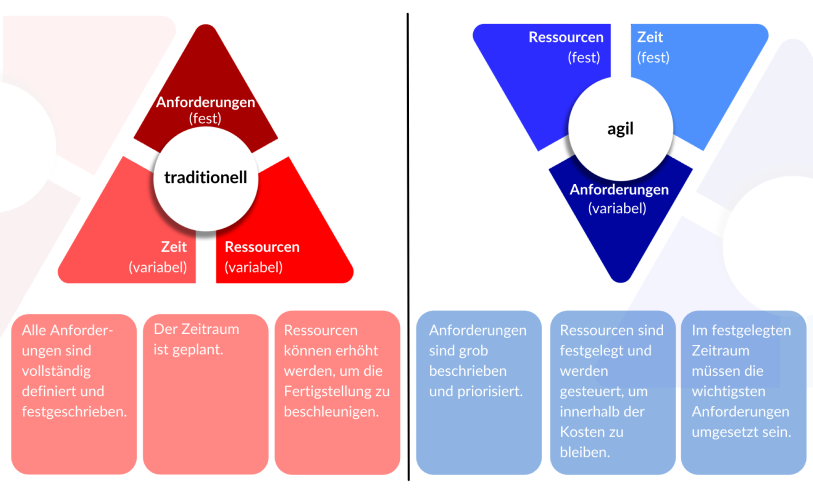 Anforderungen
(fest)
traditionell
Zeit
(variabel)
Ressourcen
(variabel)
Alle Anforder-
ungen sind
vollständig
definiert und
festgeschrieben.
Der Zeitraum
ist geplant.
Ressourcen
können erhöht
werden, um die
Fertigstellung zu
beschleunigen.
Ressourcen
(fest)
Zeit
(fest)
agil
Anforderungen
(variabel)
Anforderungen
sind grob
beschrieben
und priorisiert.
Ressourcen sind
festgelegt und
werden
gesteuert, um
innerhalb der
Kosten zu
bleiben.
Im festgelegten
Zeitraum
müssen die
wichtigsten
Anforderungen
umgesetzt sein.